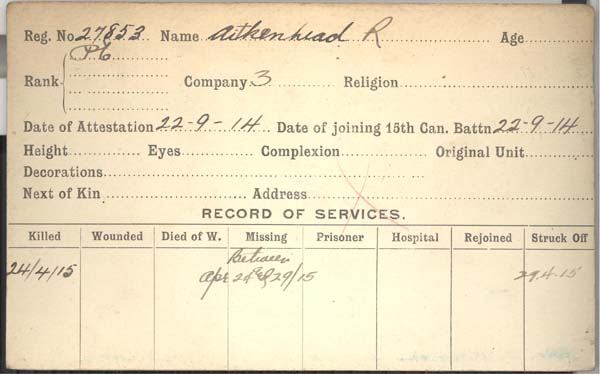 Reg. No. 27853 Name Aitkenhead R Age
Rank Pte Company 3 Religion
Date of Attestation 22-9-14 Date of joining 15th Can. Battn 22-9-14
Height Eyes Complexion Original Unit
Decorations
Next of Kin Address
RECORD OF SERVICES.
Killed Wounded Died of W. Missing Prisoner Hospital Rejoined Struck Off
Between
24/4/15 Apr 29/15 29.4.15